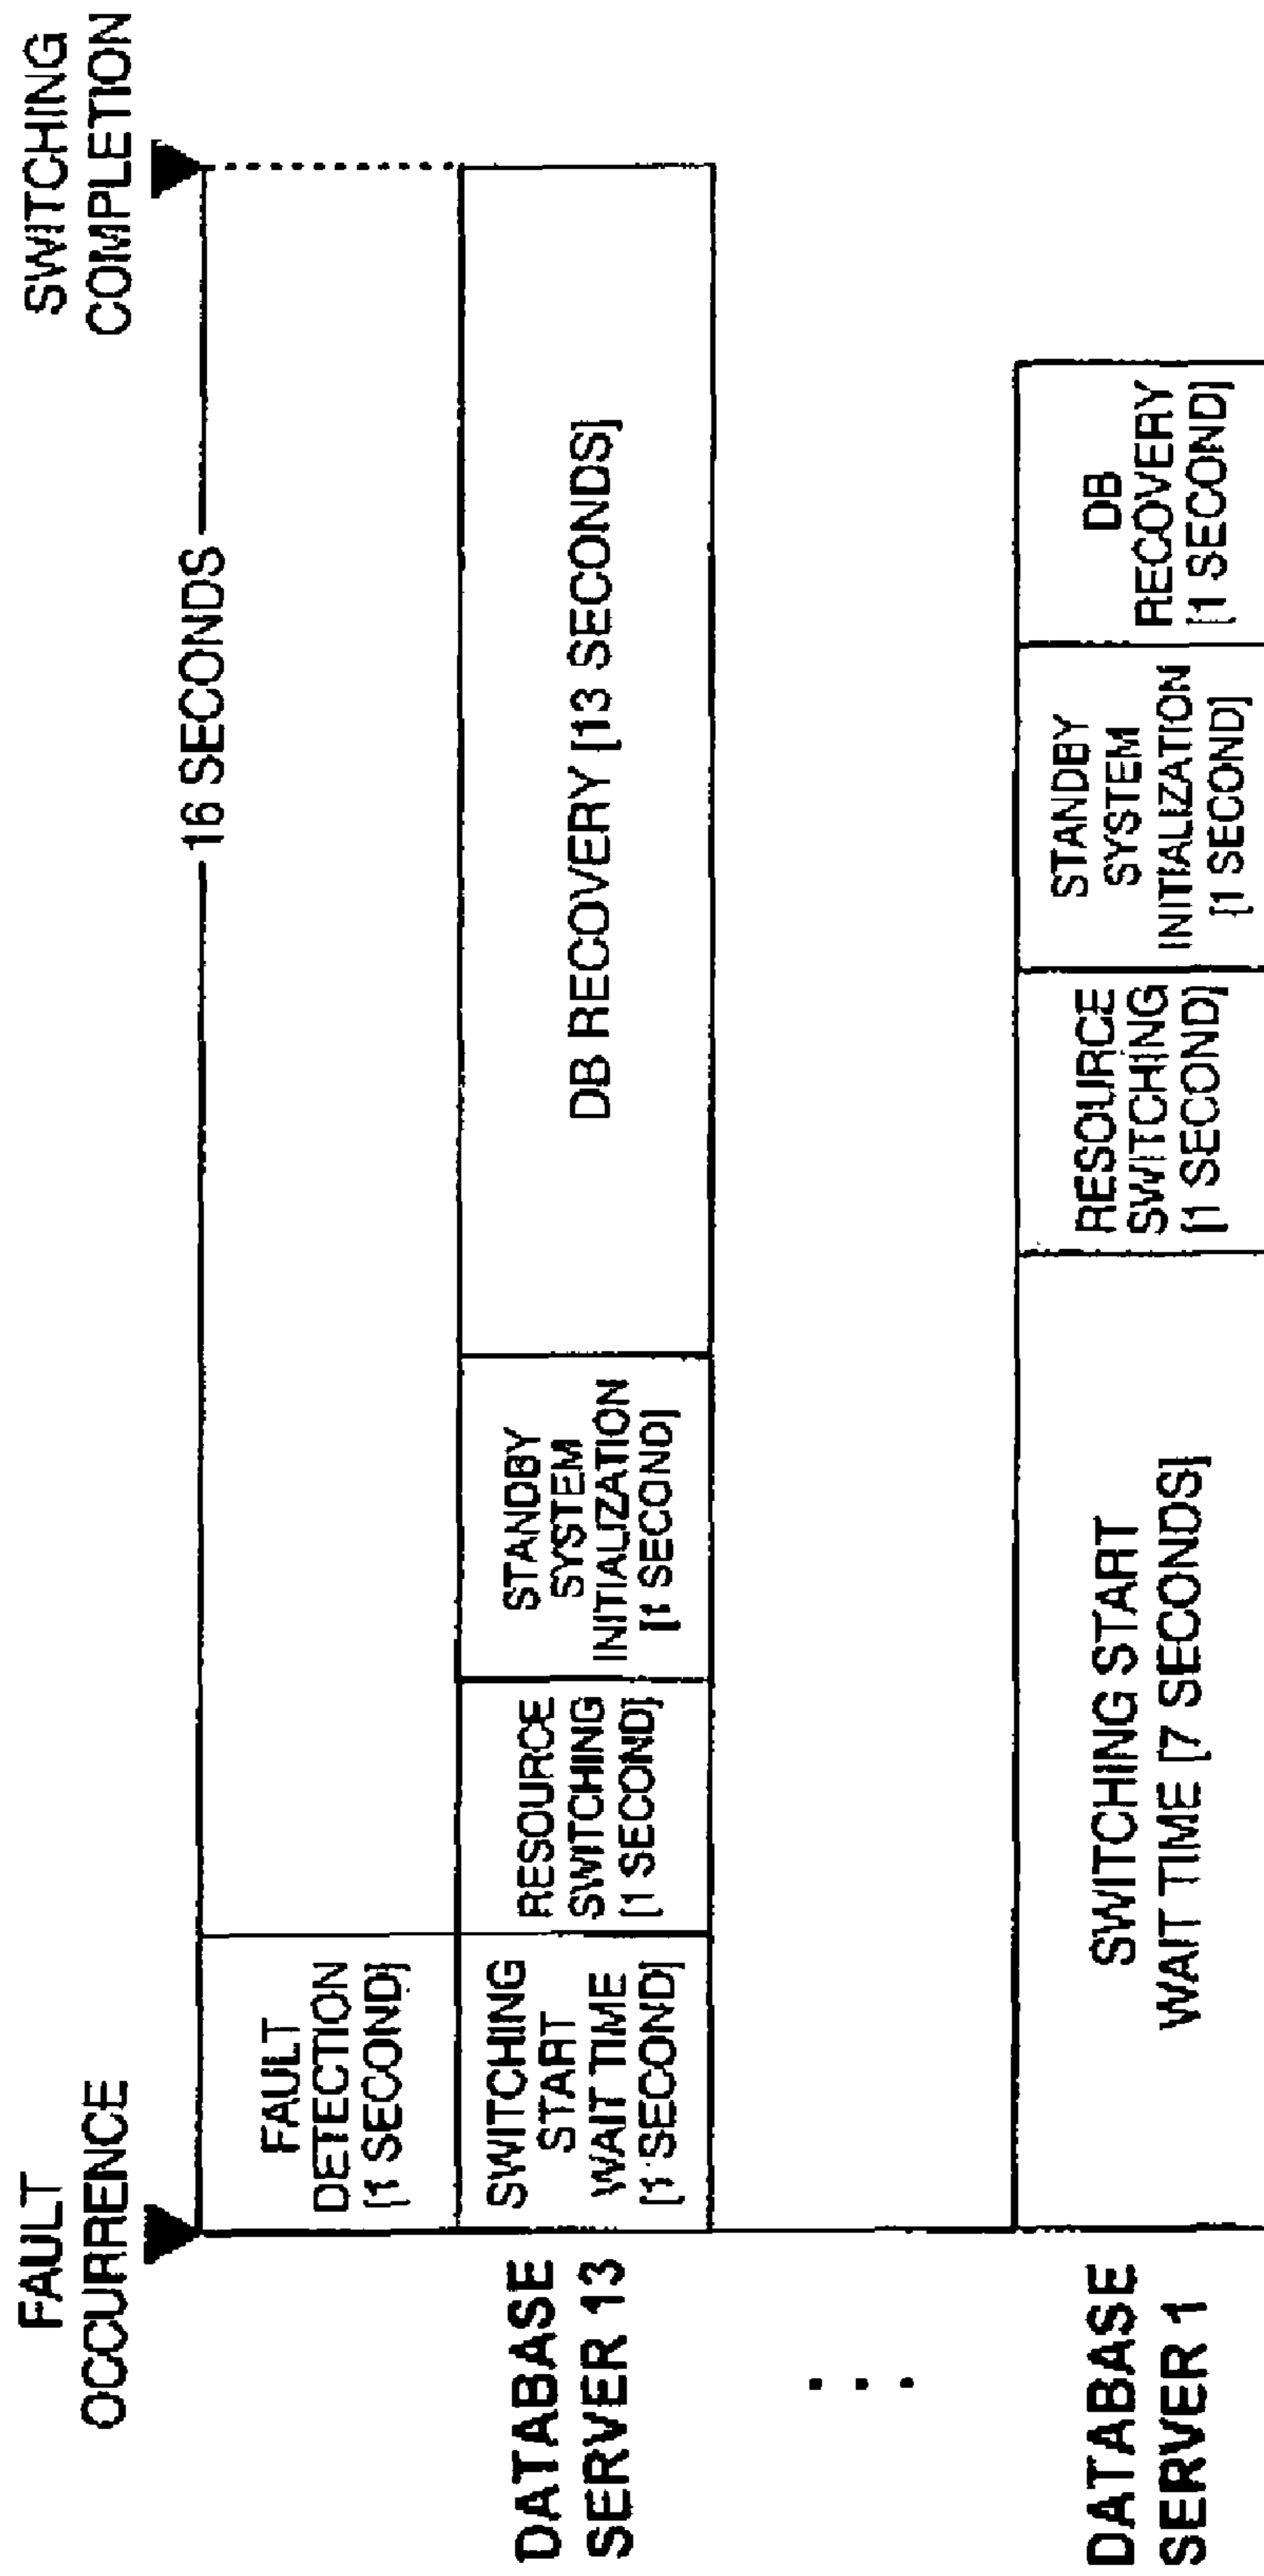 FAULT
OCCURRENCE
SWITCHING
COMPLETION
16 SECONDS
FAULT
DETECTION
[1 SECOND]
DATABASE
SERVER 13
SWITCHING
START
WAIT TIME
[1 SECOND]
RESOURCE
SWITCHING
[1 SECOND]
STANDBY
SYSTEM
INITIALIZATION
[1 SECOND]
DB RECOVERY [13 SECONDS]
...
DATABASE
SERVER 1
SWITCHING START
WAIT TIME [7 SECONDS]
RESOURCE
SWITCHING
[1 SECOND]
STANDBY
SYSTEM
INITIALIZATION
[1 SECOND]
DB
RECOVERY
[1 SECOND]